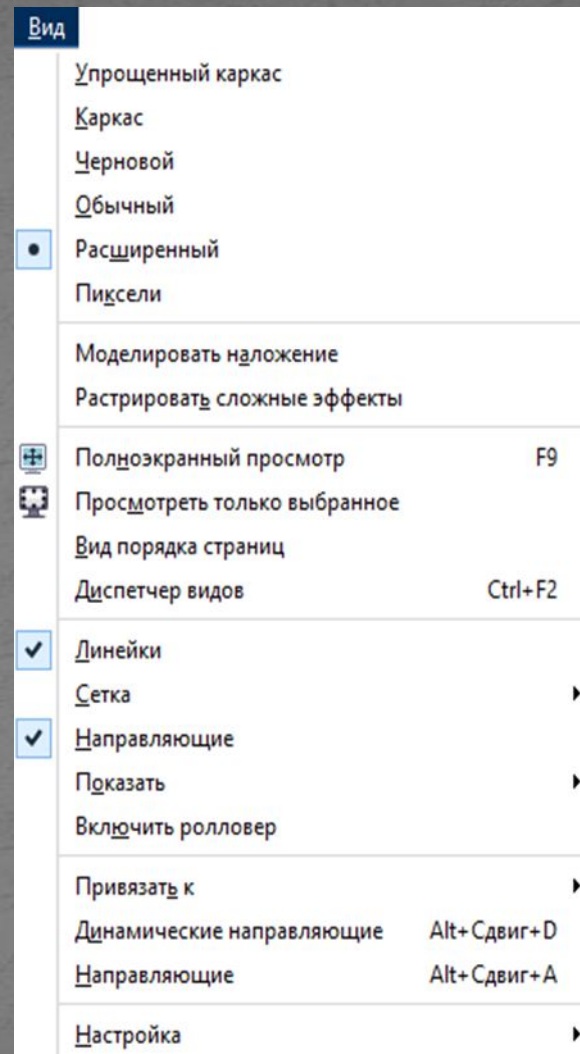 Вид
Упрощенный каркас
Каркас
Черновой
Обычный
Расширенный
Пиксели
Моделировать наложение
Растрировать сложные эффекты
Полноэкранный просмотр F9
Просмотреть только выбранное
Вид порядка страниц
Диспетчер видов Ctrl+F2
Линейки
Сетка
Направляющие
Показать
Включить ролловер
Привязать к
Динамические направляющие Alt+Сдвиг+D
Направляющие Alt+Сдвиг+A
Настройка